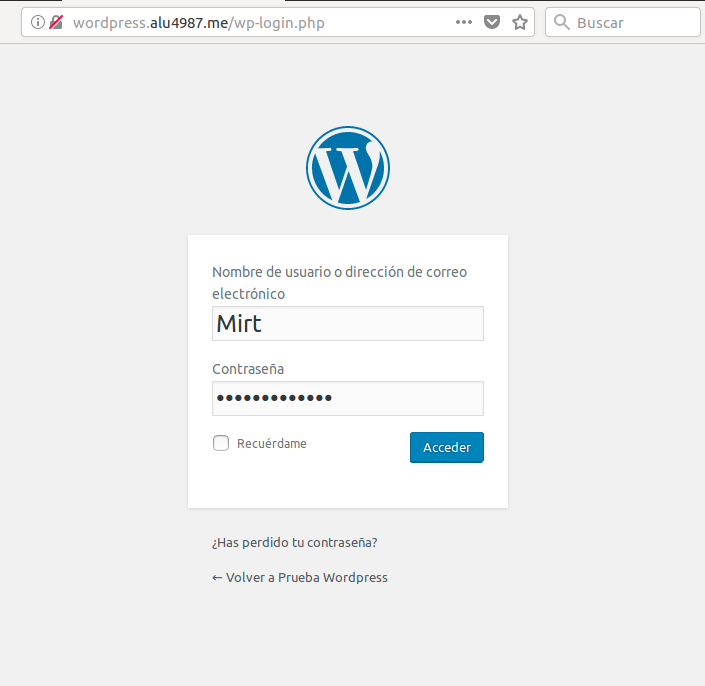 wordpress.alu4987.me/wp-login.php
Buscar
Nombre de usuario o dirección de correo
electrónico
Mirt
Contraseña
•••••••••••••
Recuérdame
Acceder
¿Has perdido tu contraseña?
← Volver a Prueba Wordpress